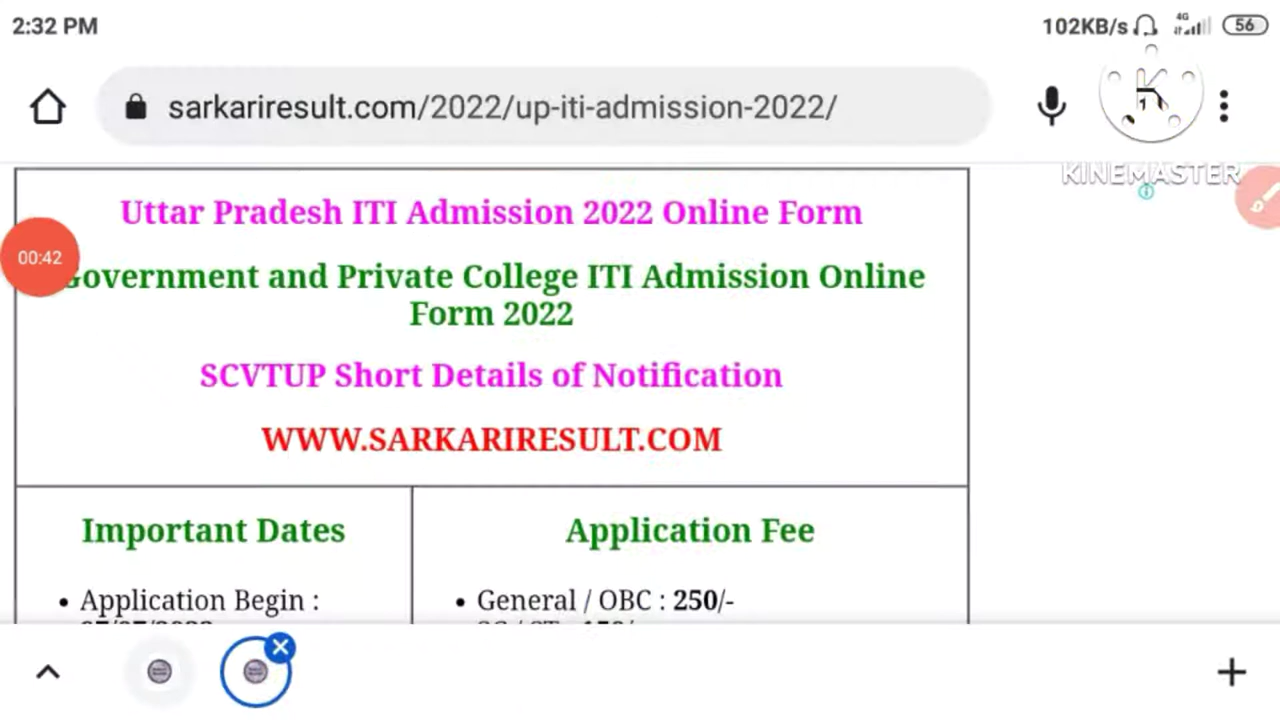 2:32 PM
102KB/s 4G 56
sarkariresult.com/2022/up-iti-admission-2022/
KINEMASTER
Uttar Pradesh ITI Admission 2022 Online Form
00:42
Government and Private College ITI Admission Online
Form 2022
SCVTUP Short Details of Notification
WWW.SARKARIRESULT.COM
Important Dates
Application Fee
• Application Begin :
• General / OBC : 250/-